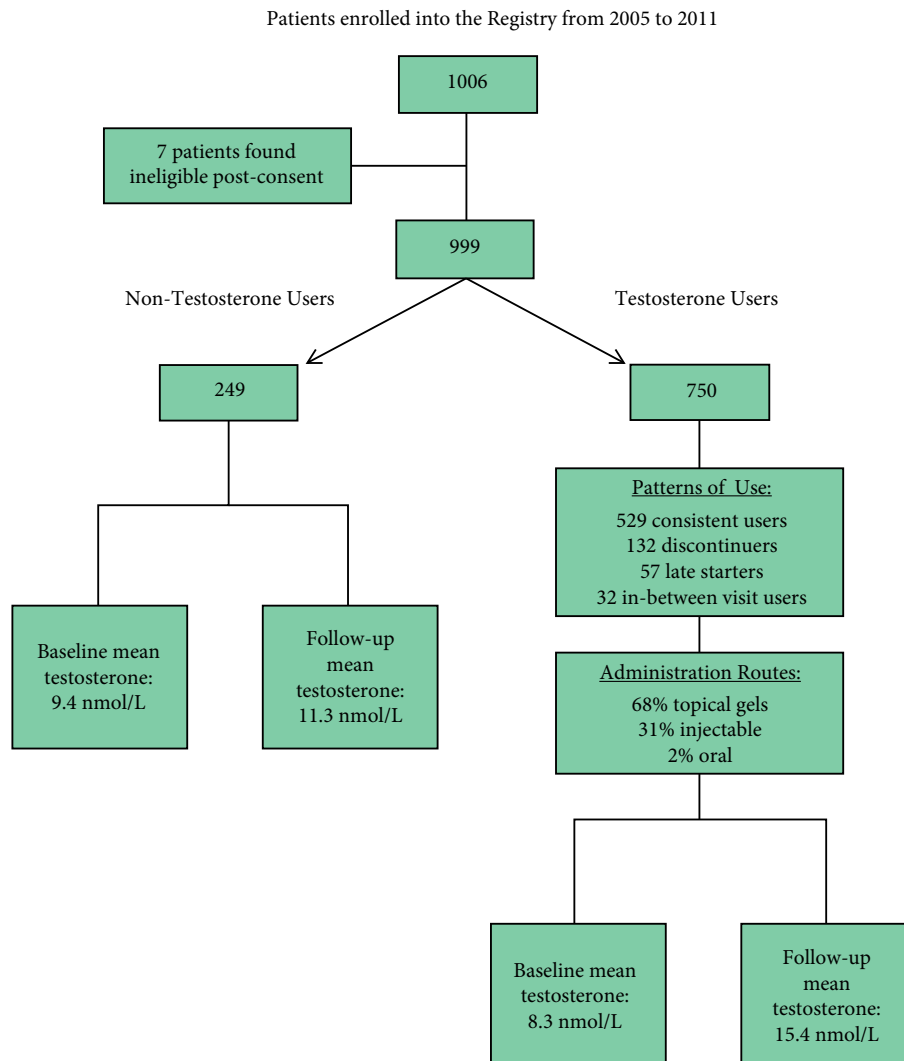 Patients enrolled into the Registry from 2005 to 2011
1006
7 patients found
ineligible post-consent
999
Non-Testosterone Users
Testosterone Users
249
750
Patterns of Use:
529 consistent users
132 discontinuers
57 late starters
32 in-between visit users
Baseline mean
testosterone:
9.4 nmol/L
Follow-up
mean
testosterone:
11.3 nmol/L
Administration Routes:
68% topical gels
31% injectable
2% oral
Baseline mean
testosterone:
8.3 nmol/L
Follow-up
mean
testosterone:
15.4 nmol/L